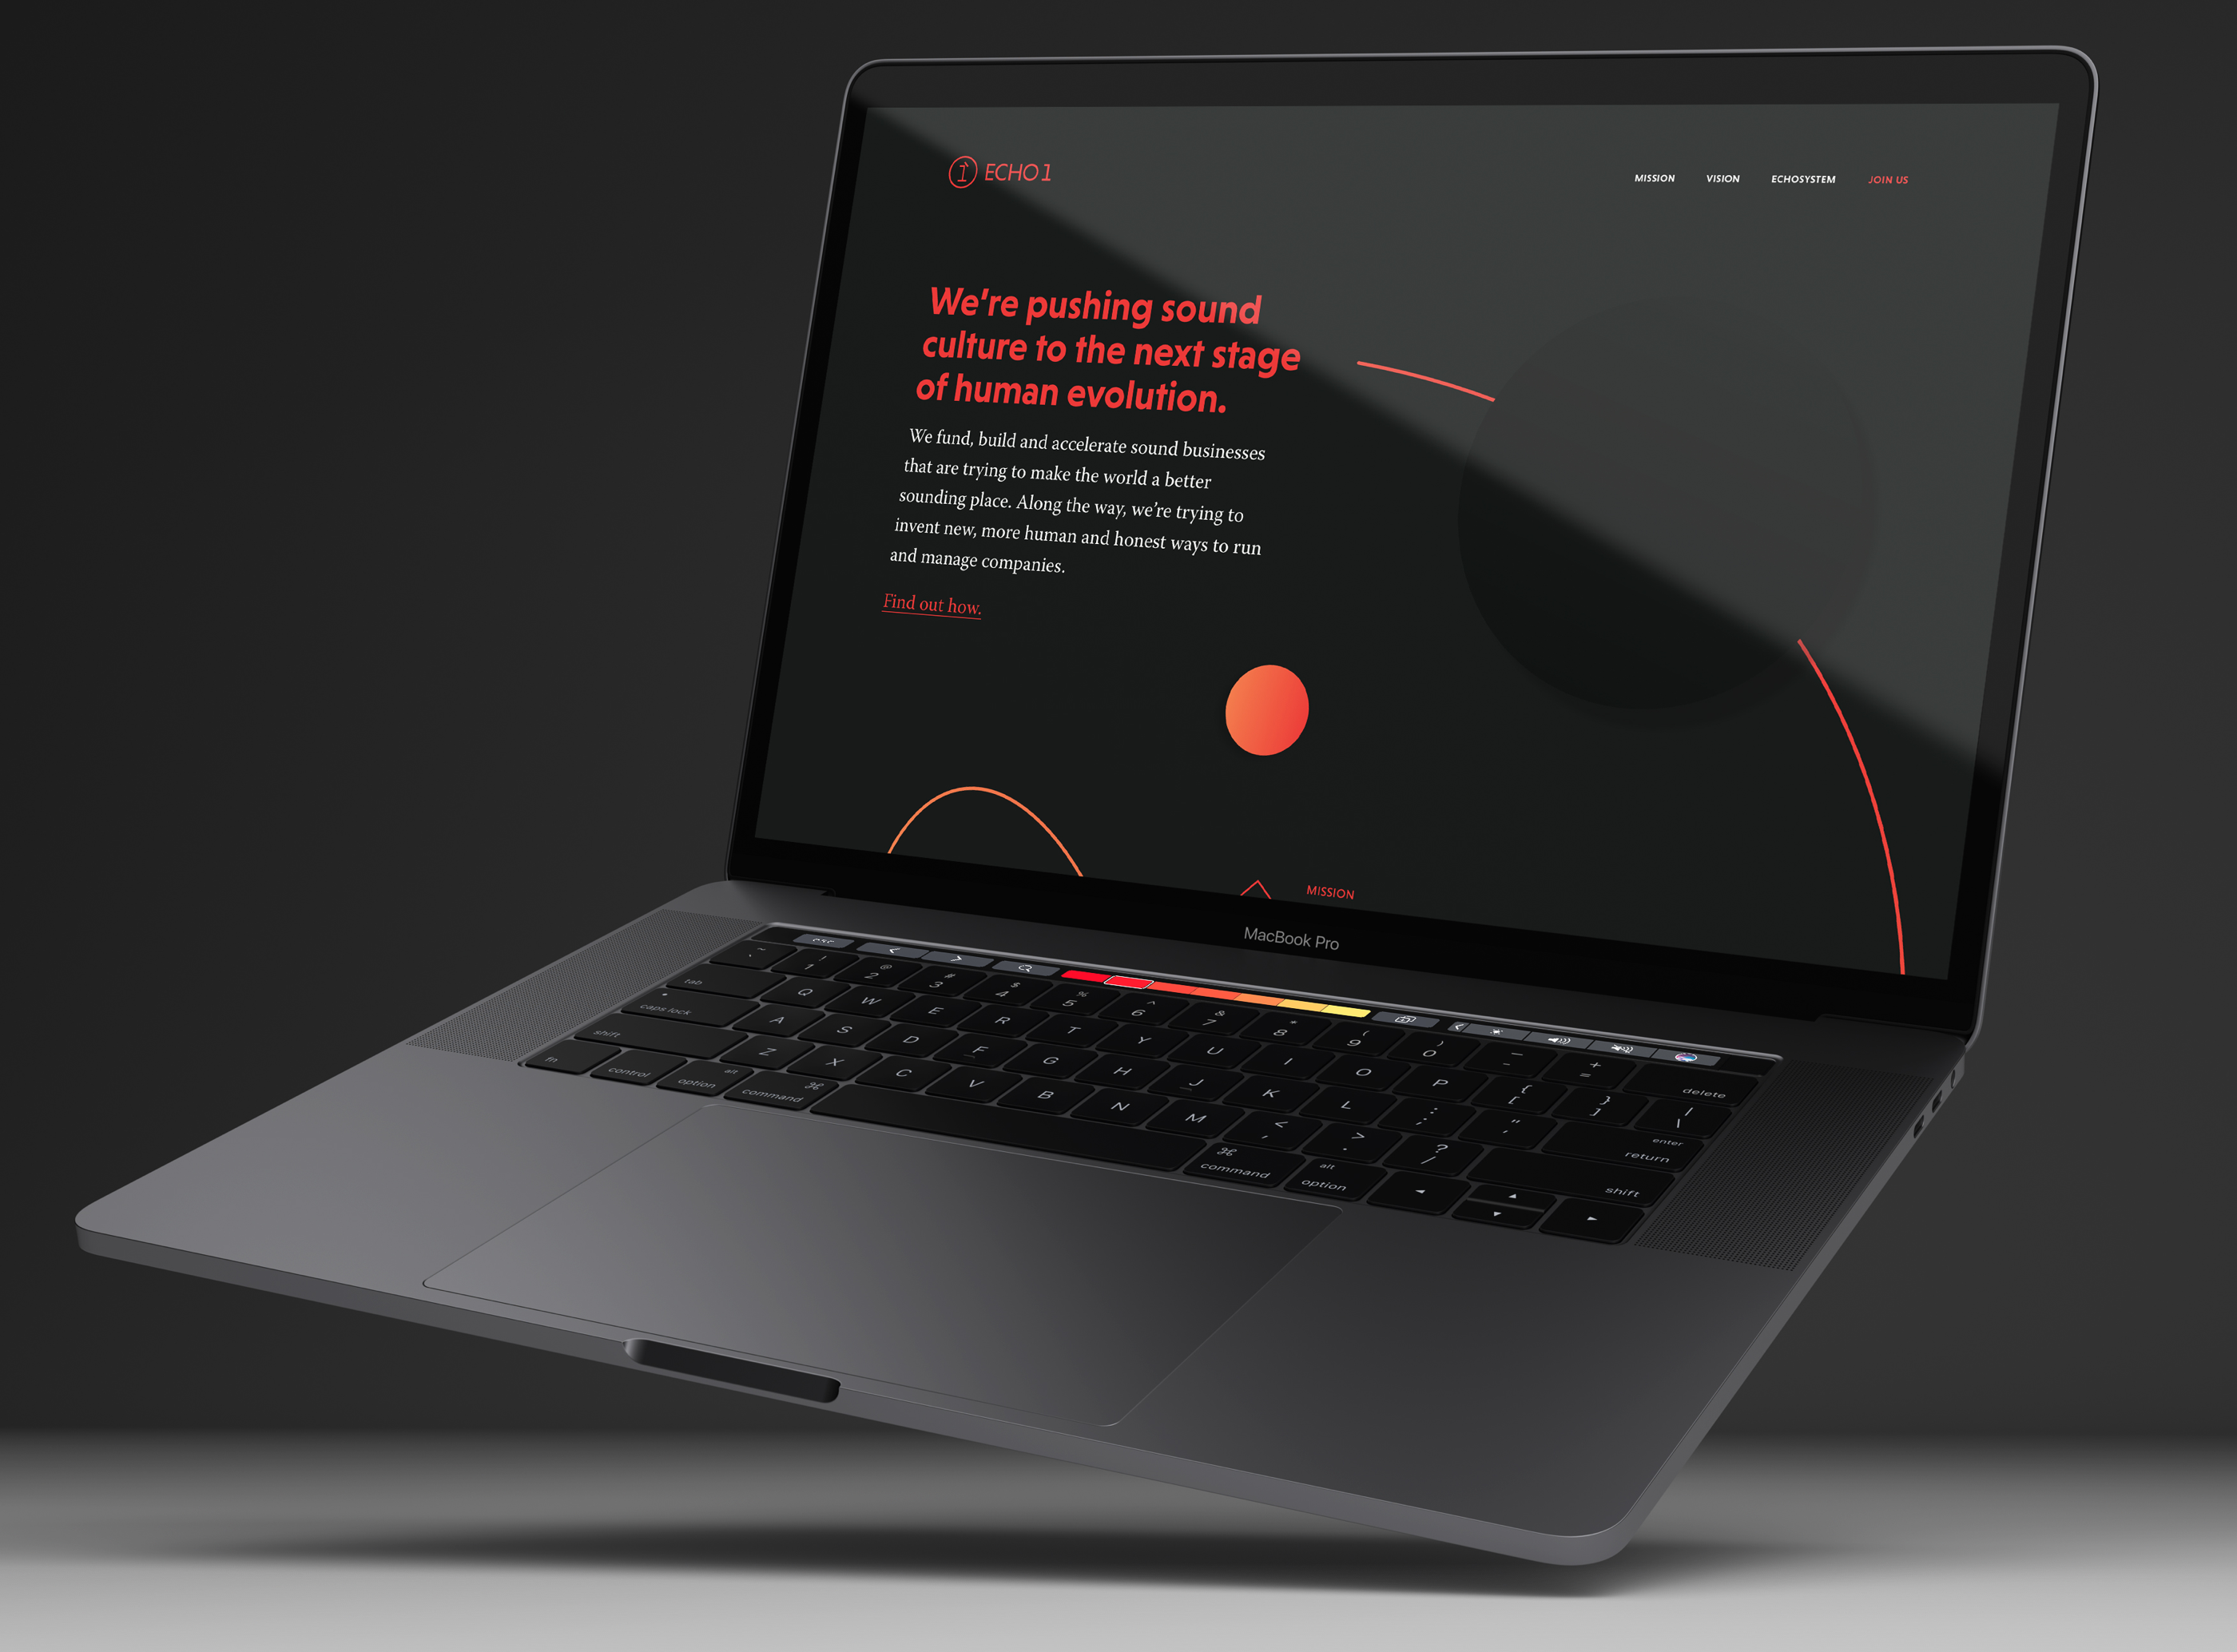 ECHO1
MISSION VISION ECHOSYSTEM JOIN US
We're pushing sound
culture to the next stage
of human evolution.
We fund, build and accelerate sound businesses
that are trying to make the world a better
sounding place. Along the way, we're trying to
invent new, more human and honest ways to run
and manage companies.
Find out how.
MISSION
MacBook Pro
esc < >
~ ! @ # $ % ^ & * ( ) — +
` 1 2 3 4 5 6 7 8 9 0 - = delete
tab Q W E R T Y U I O P { [ } ] | \
caps lock A S D F G H J K L : ; " ' enter return
shift Z X C V B N M < , > . ? / shift
fn control alt option ⌘ command ⌘ command alt option ◄ ▲ ▼ ►